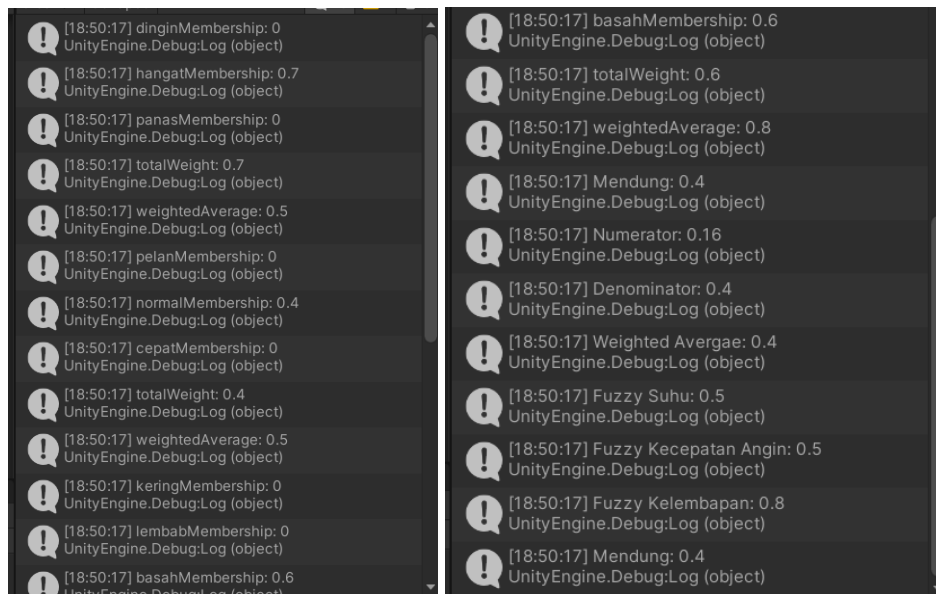 [18:50:17] dinginMembership: 0
UnityEngine.Debug:Log (object)
[18:50:17] hangatMembership: 0.7
UnityEngine.Debug:Log (object)
[18:50:17] panasMembership: 0
UnityEngine.Debug:Log (object)
[18:50:17] totalWeight: 0.7
UnityEngine.Debug:Log (object)
[18:50:17] weightedAverage: 0.5
UnityEngine.Debug:Log (object)
[18:50:17] pelanMembership: 0
UnityEngine.Debug:Log (object)
[18:50:17] normalMembership: 0.4
UnityEngine.Debug:Log (object)
[18:50:17] cepatMembership: 0
UnityEngine.Debug:Log (object)
[18:50:17] totalWeight: 0.4
UnityEngine.Debug:Log (object)
[18:50:17] weightedAverage: 0.5
UnityEngine.Debug:Log (object)
[18:50:17] keringMembership: 0
UnityEngine.Debug:Log (object)
[18:50:17] lembabMembership: 0
UnityEngine.Debug:Log (object)
[18:50:17] basahMembership: 0.6
[18:50:17] basahMembership: 0.6
UnityEngine.Debug:Log (object)
[18:50:17] totalWeight: 0.6
UnityEngine.Debug:Log (object)
[18:50:17] weightedAverage: 0.8
UnityEngine.Debug:Log (object)
[18:50:17] Mendung: 0.4
UnityEngine.Debug:Log (object)
[18:50:17] Numerator: 0.16
UnityEngine.Debug:Log (object)
[18:50:17] Denominator: 0.4
UnityEngine.Debug:Log (object)
[18:50:17] Weighted Avergae: 0.4
UnityEngine.Debug:Log (object)
[18:50:17] Fuzzy Suhu: 0.5
UnityEngine.Debug:Log (object)
[18:50:17] Fuzzy Kecepatan Angin: 0.5
UnityEngine.Debug:Log (object)
[18:50:17] Fuzzy Kelembapan: 0.8
UnityEngine.Debug:Log (object)
[18:50:17] Mendung: 0.4
UnityEngine.Debug:Log (object)